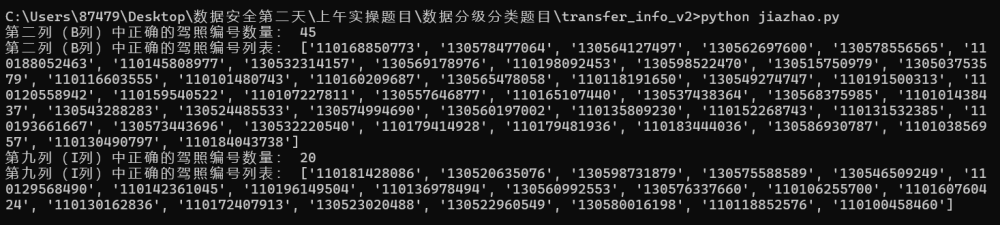 C:\Users\87479\Desktop\数据安全第二天\上午实操题目\数据分级分类题目\transfer_info_v2>python jiazhao.py
第二列 (B列) 中正确的驾照编号数量： 45
第二列 (B列) 中正确的驾照编号列表： ['110168850773', '130578477064', '130564127497', '130562697600', '130578556565', '11
0188052463', '110145808977', '130532314157', '130569178976', '110198092453', '130598522470', '130515750979', '1305037535
79', '110116603555', '110101480743', '110160209687', '130565478058', '110118191650', '130549274747', '110191500313', '11
0120558942', '110159540522', '110107227811', '130557646877', '110165107440', '130537438364', '130568375985', '1101014384
37', '130543288283', '130524485533', '130574994690', '130560197002', '110135809230', '110152268743', '110131532385', '11
0193661667', '130573443696', '130532220540', '110179414928', '110179481936', '110183444036', '130586930787', '1101038569
57', '110130490797', '110184043738']
第九列 (I列) 中正确的驾照编号数量： 20
第九列 (I列) 中正确的驾照编号列表： ['110181428086', '130520635076', '130598731879', '130575588589', '130546509249', '11
0129568490', '110142361045', '110196149504', '110136978494', '130560992553', '130576337660', '110106255700', '1101607604
24', '110130162836', '110172407913', '130523020488', '130522960549', '130580016198', '110118852576', '110100458460']